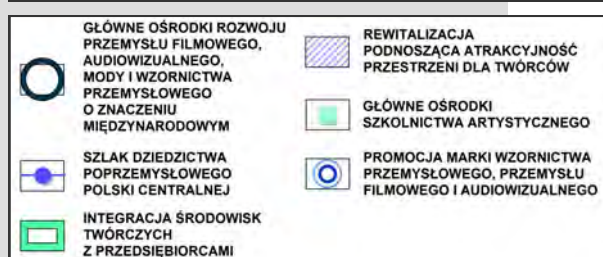 GŁÓWNE OŚRODKI ROZWOJU
PRZEMYSŁU FILMOWEGO,
AUDIOWIZUALNEGO,
MODY I WZORNICTWA
PRZEMYSŁOWEGO
O ZNACZENIU
MIĘDZYNARODOWYM
SZLAK DZIEDZICTWA
POPRZEMYSŁOWEGO
POLSKI CENTRALNEJ
INTEGRACJA ŚRODOWISK
TWÓRCZYCH
Z PRZEDSIĘBIORCAMI
REWITALIZACJA
PODNOSZĄCA ATRAKCYJNOŚĆ
PRZESTRZENI DLA TWÓRCÓW
GŁÓWNE OŚRODKI
SZKOLNICTWA ARTYSTYCZNEGO
PROMOCJA MARKI WZORNICTWA
PRZEMYSŁOWEGO, PRZEMYSŁU
FILMOWEGO I AUDIOWIZUALNEGO